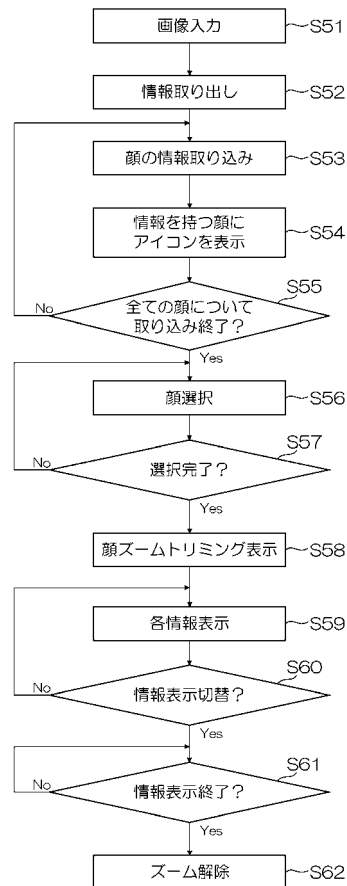 画像入力 S51
情報取り出し S52
顔の情報取り込み S53
情報を持つ顔に
アイコンを表示 S54
S55
全ての顔について
取り込み終了？
No
Yes
顔選択 S56
S57
選択完了？
No
Yes
顔ズームトリミング表示 S58
各情報表示 S59
S60
情報表示切替？
No
Yes
S61
情報表示終了？
No
Yes
ズーム解除 S62